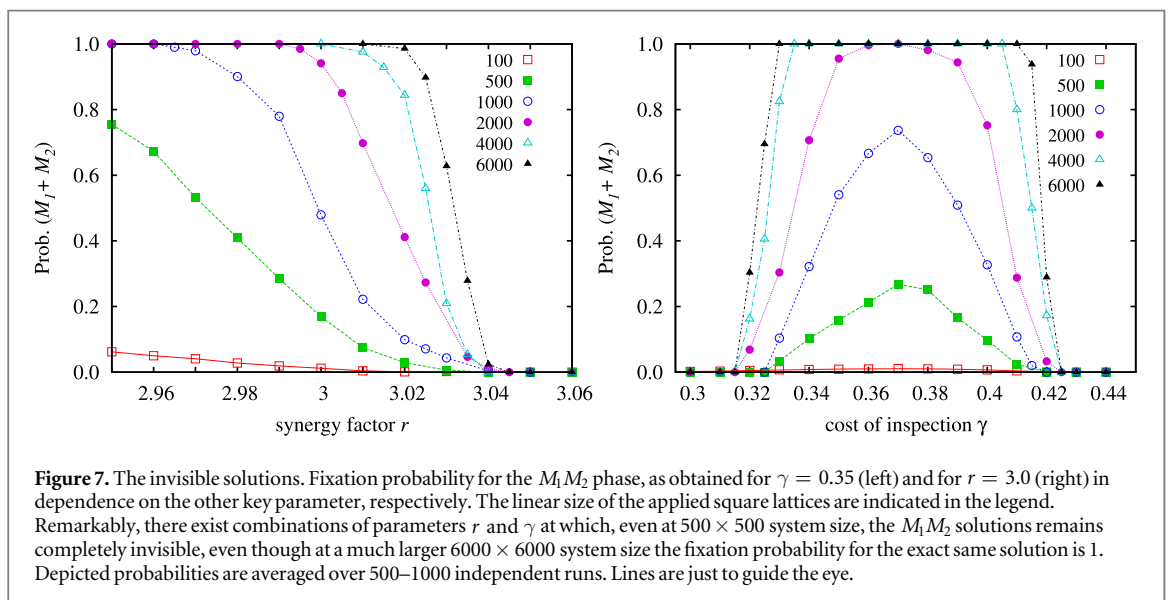 1.0
0.8
0.6
0.4
0.2
0.0
Prob. (M1+ M2)
2.96 2.98 3 3.02 3.04 3.06
synergy factor r
100
500
1000
2000
4000
6000
1.0
0.8
0.6
0.4
0.2
0.0
Prob. (M1+ M2)
0.3 0.32 0.34 0.36 0.38 0.4 0.42 0.44
cost of inspection γ
100
500
1000
2000
4000
6000
Figure 7. The invisible solutions. Fixation probability for the M1M2 phase, as obtained for γ = 0.35 (left) and for r = 3.0 (right) in
dependence on the other key parameter, respectively. The linear size of the applied square lattices are indicated in the legend.
Remarkably, there exist combinations of parameters r and γ at which, even at 500 × 500 system size, the M1M2 solutions remains
completely invisible, even though at a much larger 6000 × 6000 system size the fixation probability for the exact same solution is 1.
Depicted probabilities are averaged over 500–1000 independent runs. Lines are just to guide the eye.